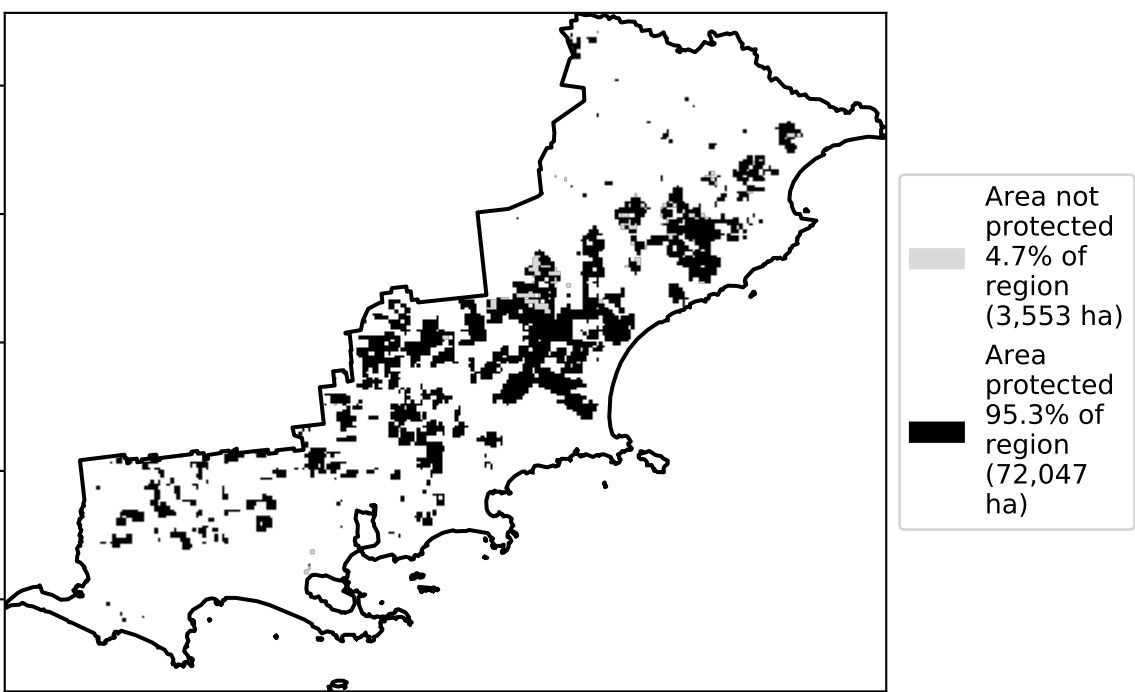 Area not
protected
4.7% of
region
(3,553 ha)
Area
protected
95.3% of
region
(72,047
ha)